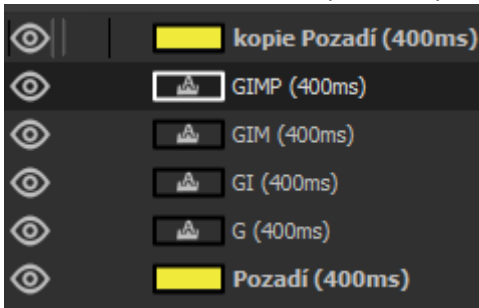 kopie Pozadí (400ms)
GIMP (400ms)
GIM (400ms)
GI (400ms)
G (400ms)
Pozadí (400ms)